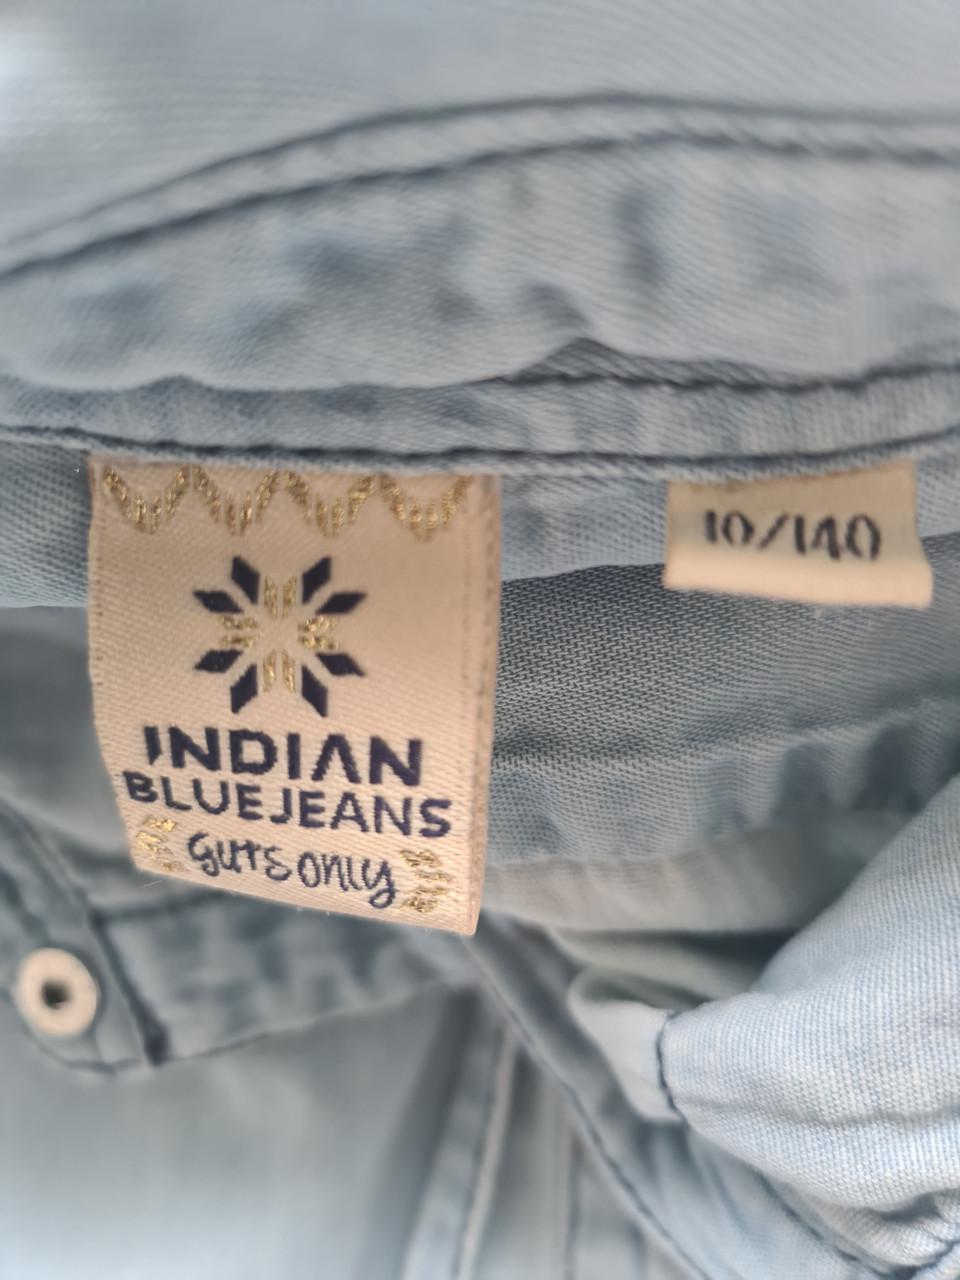 INDIAN
BLUEJEANS
guts only
10/140